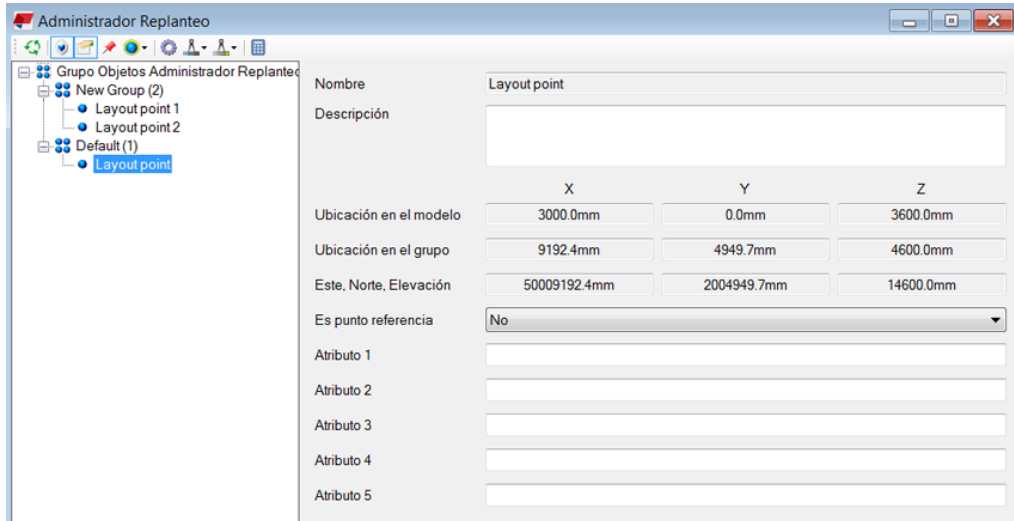 Administrador Replanteo
Grupo Objetos Administrador Replanteo
New Group (2)
Layout point 1
Layout point 2
Default (1)
Layout point
Nombre Layout point
Descripción
X Y Z
Ubicación en el modelo 3000.0mm 0.0mm 3600.0mm
Ubicación en el grupo 9192.4mm 4949.7mm 4600.0mm
Este, Norte, Elevación 50009192.4mm 2004949.7mm 14600.0mm
Es punto referencia No
Atributo 1
Atributo 2
Atributo 3
Atributo 4
Atributo 5